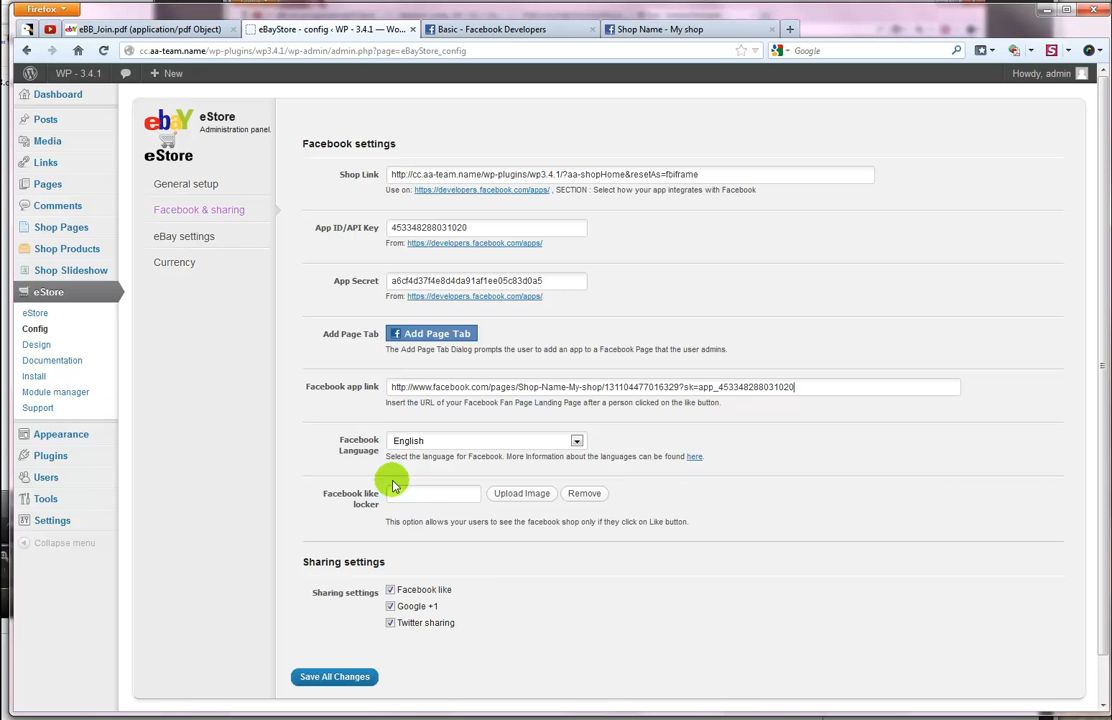 Firefox
eBB_Join.pdf (application/pdf Object)
eBayStore - config ‹ WP - 3.4.1 — Wo...
Basic - Facebook Developers
Shop Name - My shop
cc.aa-team.name/wp-plugins/wp3.4.1/wp-admin/admin.php?page=eBayStore_config
Google
WP - 3.4.1
+ New
Howdy, admin
Dashboard
Posts
Media
Links
Pages
Comments
Shop Pages
Shop Products
Shop Slideshow
eStore
eStore
Config
Design
Documentation
Install
Module manager
Support
Appearance
Plugins
Users
Tools
Settings
Collapse menu
ebaY
eStore
eStore
Administration panel.
General setup
Facebook & sharing
eBay settings
Currency
Facebook settings
Shop Link
http://cc.aa-team.name/wp-plugins/wp3.4.1/?aa-shopHome&resetAs=fbiframe
Use on: https://developers.facebook.com/apps/ , SECTION : Select how your app integrates with Facebook
App ID/API Key
453348288031020
From: https://developers.facebook.com/apps/
App Secret
a6cf4d37f4e8d4da91af1ee05c83d0a5
From: https://developers.facebook.com/apps/
Add Page Tab
Add Page Tab
The Add Page Tab Dialog prompts the user to add an app to a Facebook Page that the user admins.
Facebook app link
http://www.facebook.com/pages/Shop-Name-My-shop/131104477016329?sk=app_453348288031020
Insert the URL of your Facebook Fan Page Landing Page after a person clicked on the like button.
Facebook
Language
English
Select the language for Facebook. More Information about the languages can be found here.
Facebook like
locker
Upload Image
Remove
This option allows your users to see the facebook shop only if they click on Like button.
Sharing settings
Sharing settings
Facebook like
Google +1
Twitter sharing
Save All Changes